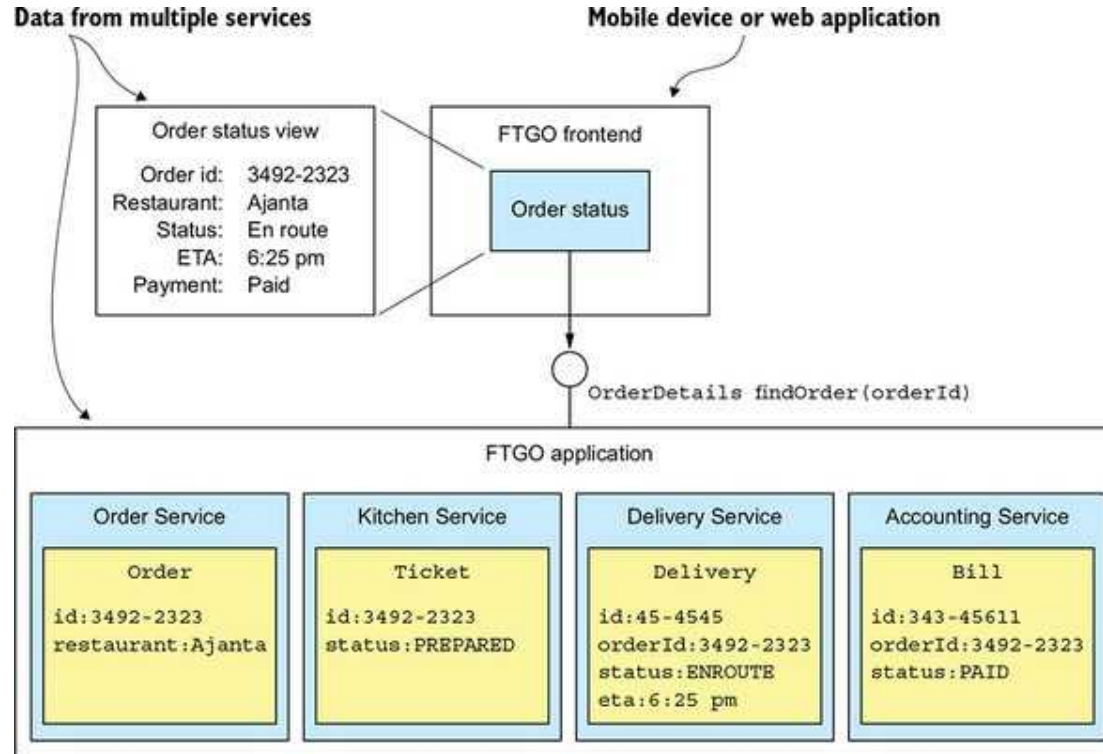 Data from multiple services
Mobile device or web application
Order status view
Order id: 3492-2323
Restaurant: Ajanta
Status: En route
ETA: 6:25 pm
Payment: Paid
FTGO frontend
Order status
OrderDetails findOrder(orderId)
FTGO application
Order Service
Order
id:3492-2323
restaurant:Ajanta
Kitchen Service
Ticket
id:3492-2323
status:PREPARED
Delivery Service
Delivery
id:45-4545
orderId:3492-2323
status:ENROUTE
eta:6:25 pm
Accounting Service
Bill
id:343-45611
orderId:3492-2323
status:PAID